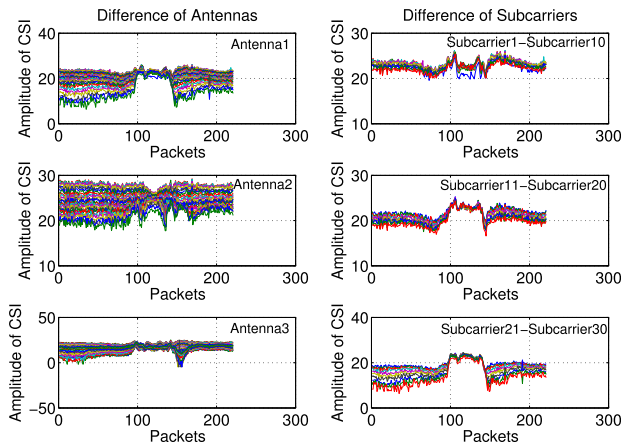 Difference of Antennas
Amplitude of CSI
40
20
0
Antenna1
0
100
200
300
Packets
Difference of Subcarriers
Amplitude of CSI
30
20
10
Subcarrier1−Subcarrier10
0
100
200
300
Packets
Amplitude of CSI
30
20
10
Antenna2
0
100
200
300
Packets
Amplitude of CSI
30
20
10
Subcarrier11−Subcarrier20
0
100
200
300
Packets
Amplitude of CSI
50
0
−50
Antenna3
0
100
200
300
Packets
Amplitude of CSI
40
20
0
Subcarrier21−Subcarrier30
0
100
200
300
Packets